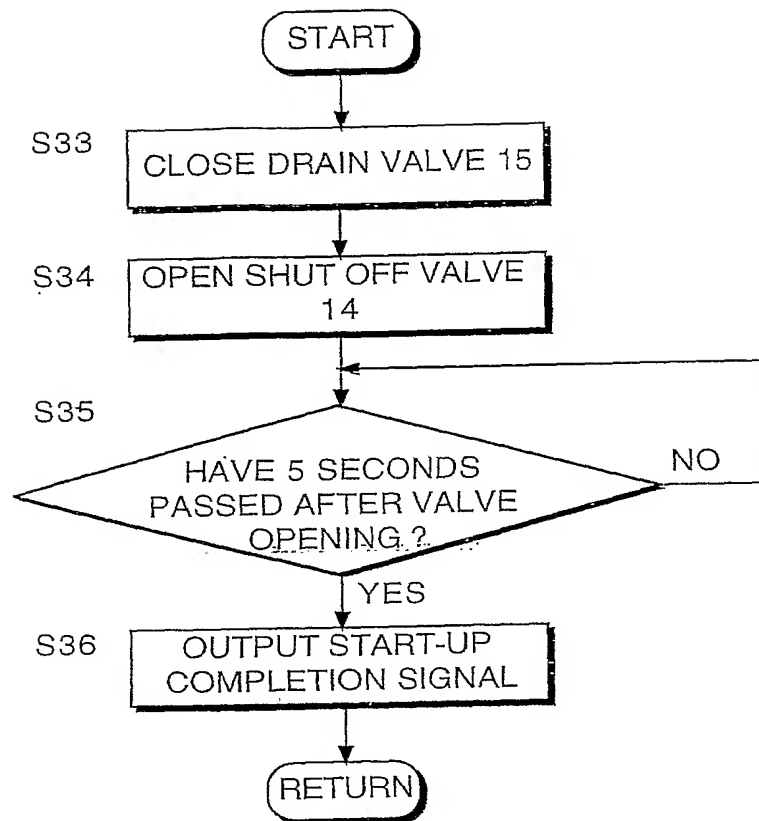 START
S33
CLOSE DRAIN VALVE 15
S34
OPEN SHUT OFF VALVE
14
S35
HAVE 5 SECONDS
PASSED AFTER VALVE
OPENING ?
NO
YES
S36
OUTPUT START-UP
COMPLETION SIGNAL
RETURN